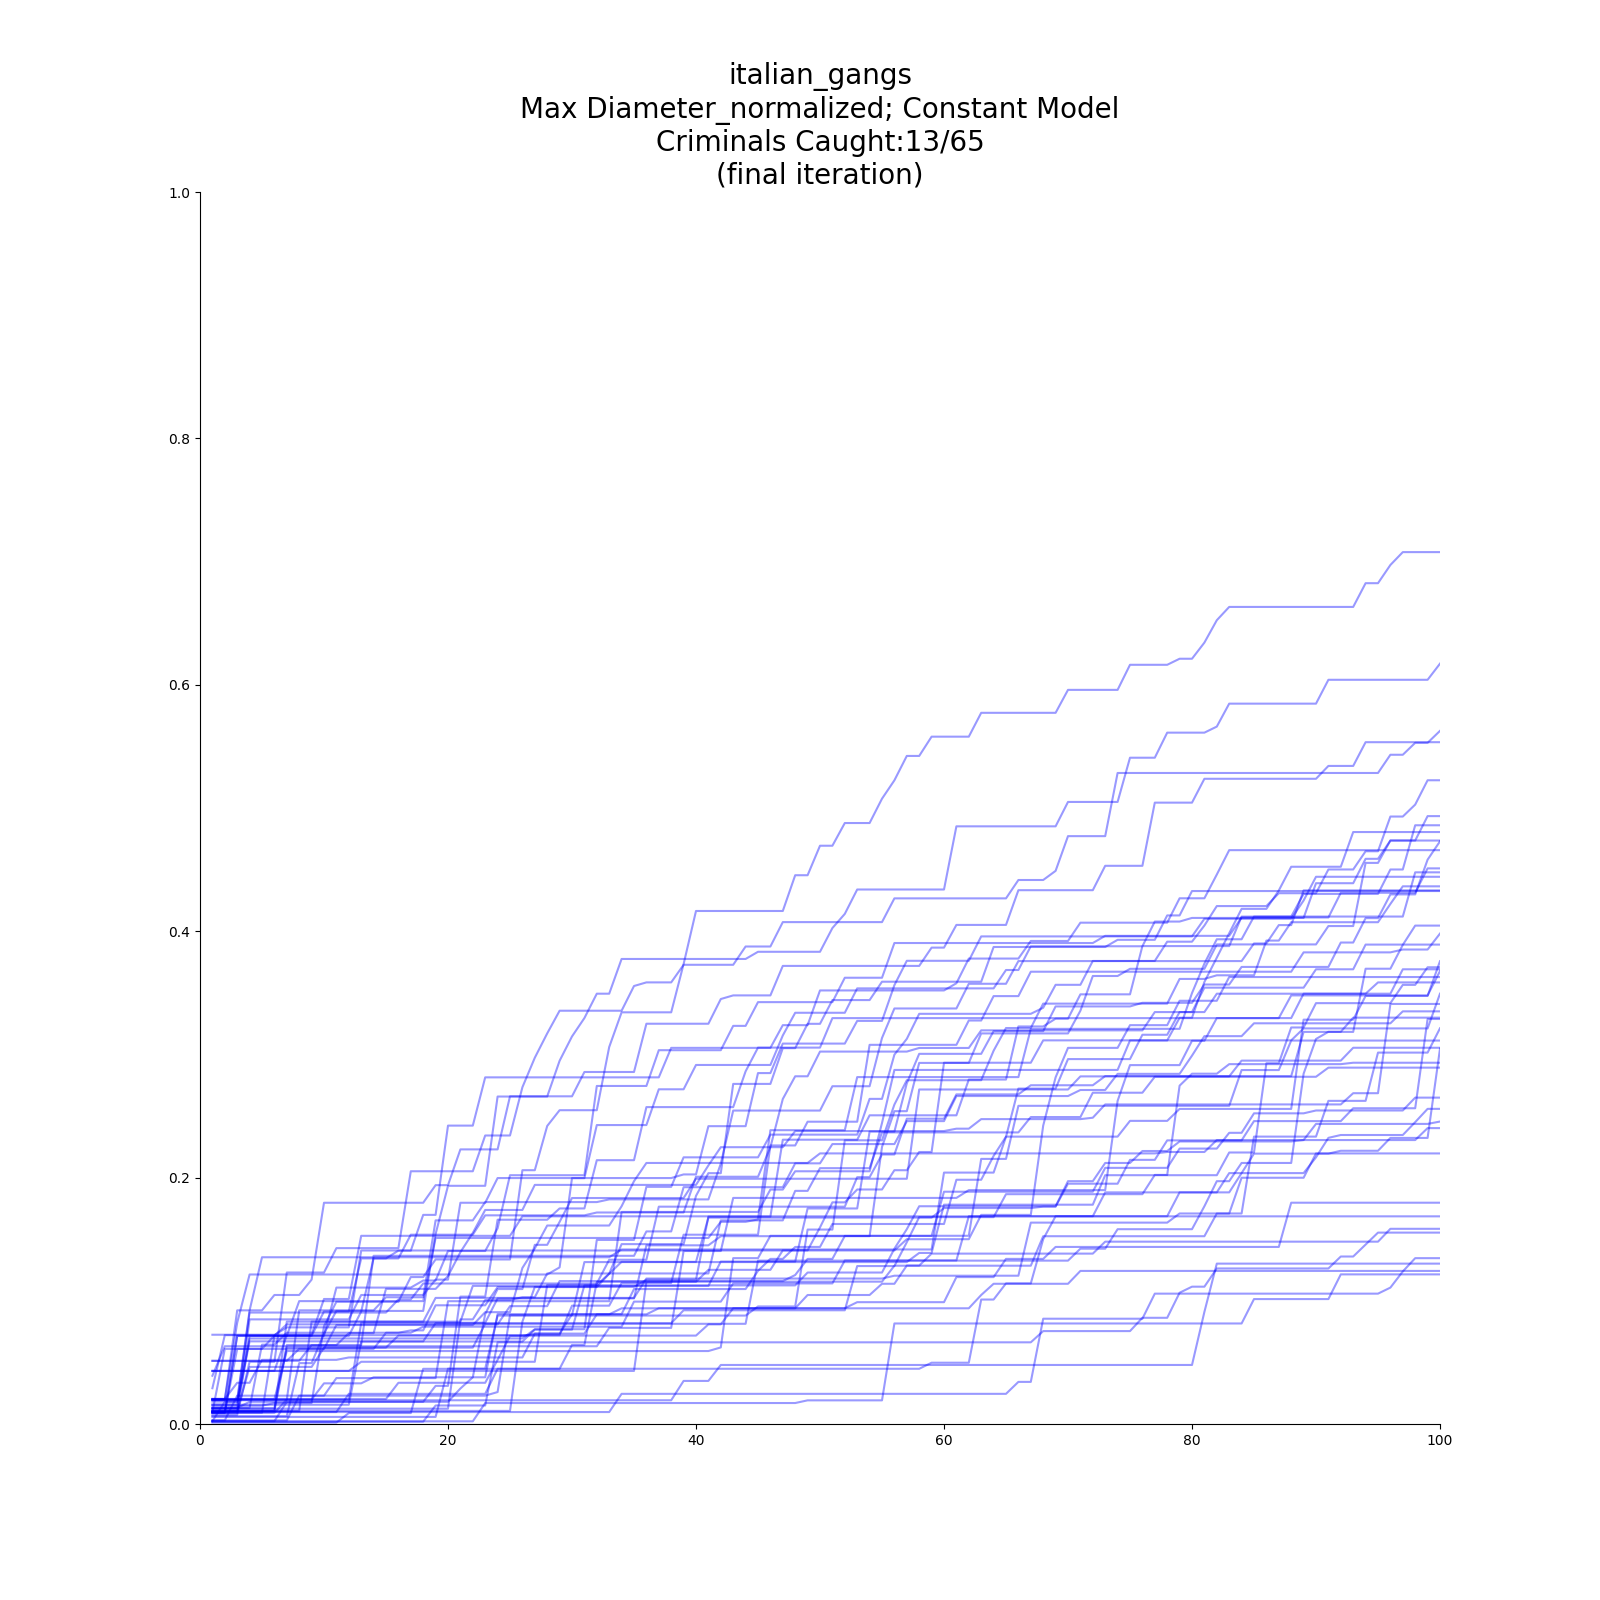 italian_gangs
Max Diameter_normalized; Constant Model
Criminals Caught:13/65
(final iteration)
1.0
0.8
0.6
0.4
0.2
0.0
0 20 40 60 80 100